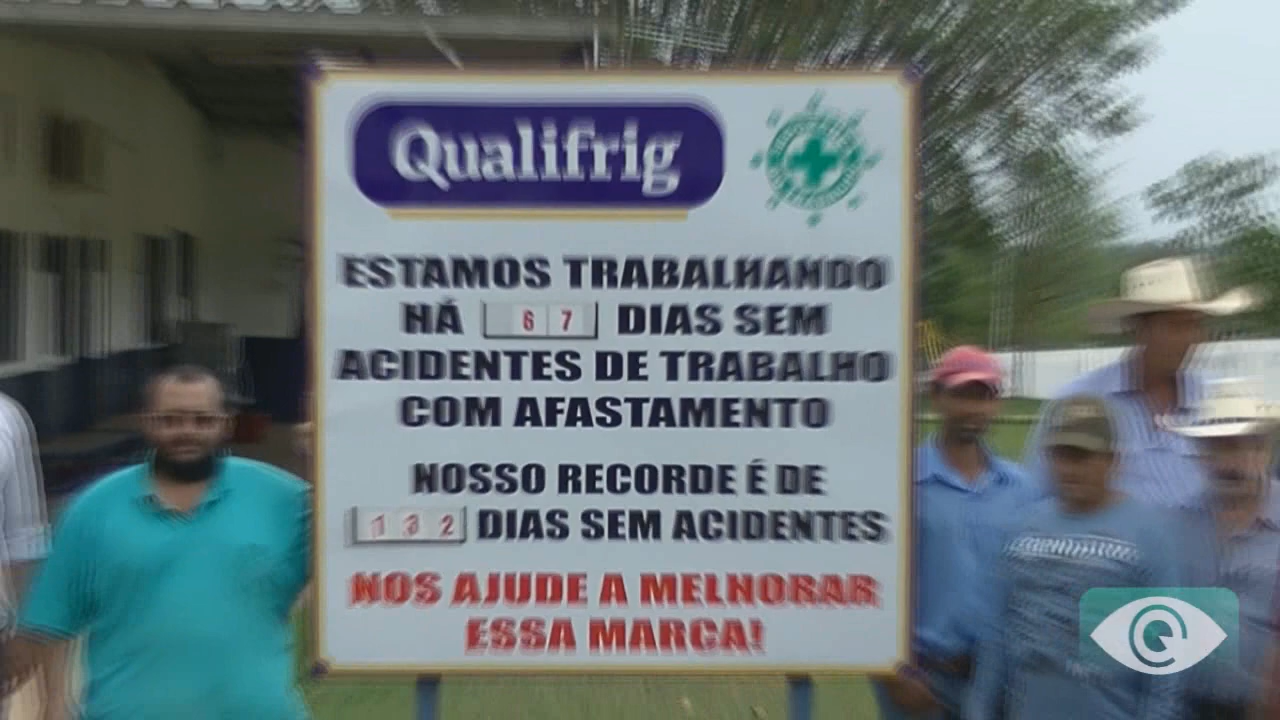 Qualifrig
ESTAMOS TRABALHANDO
HÁ 67 DIAS SEM
ACIDENTES DE TRABALHO
COM AFASTAMENTO
NOSSO RECORDE É DE
132 DIAS SEM ACIDENTES
NOS AJUDE A MELHORAR
ESSA MARCA!